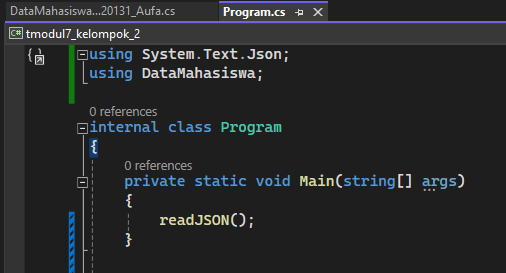 DataMahasiswa...20131_Aufa.cs Program.cs
C# tmodul7_kelompok_2
using System.Text.Json;
using DataMahasiswa;
0 references
internal class Program
{
0 references
private static void Main(string[] args)
{
readJSON();
}